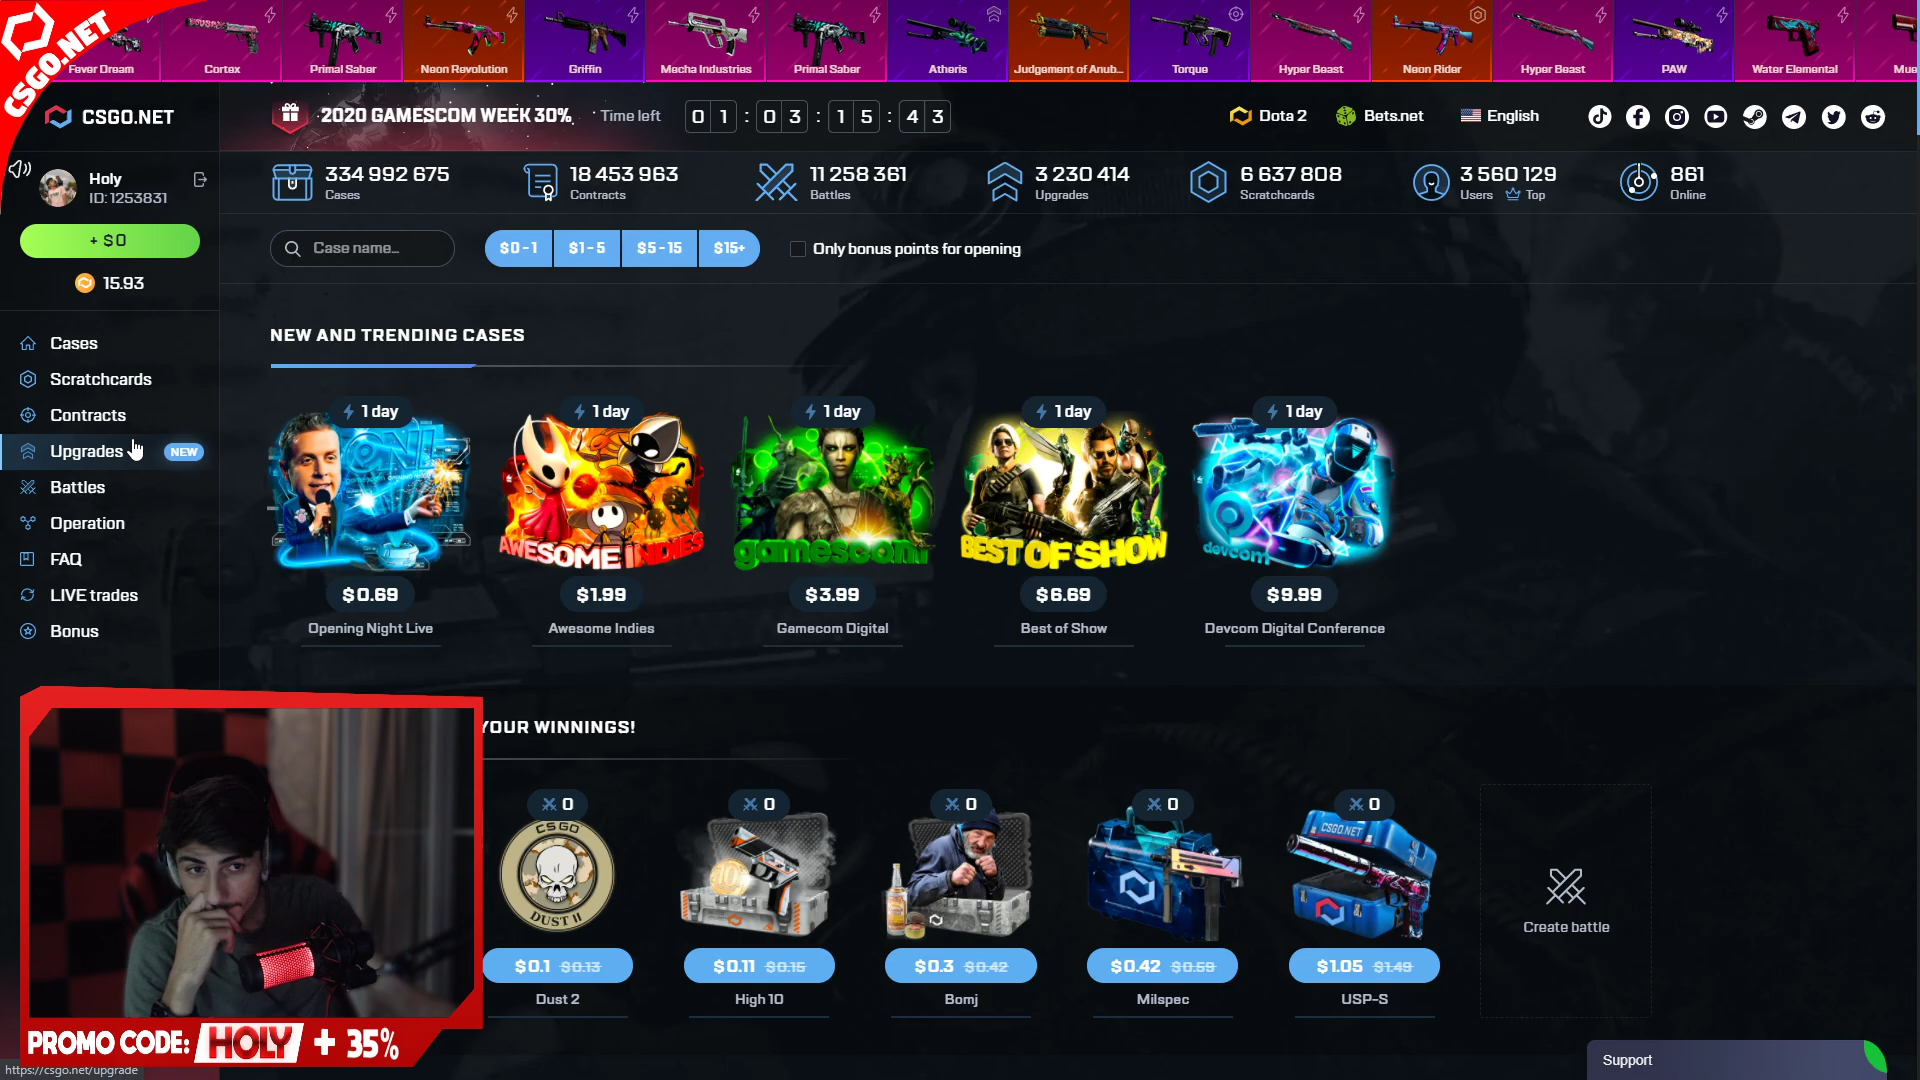 CSGO.NET
Fever Dream
Cortex
Primal Saber
Neon Revolution
Griffin
Mecha Industries
Primal Saber
Atheris
Judgement of Anub...
Torque
Hyper Beast
Neon Rider
Hyper Beast
PAW
Water Elemental
CSGO.NET
2020 GAMESCOM WEEK 30%
Time left
01 : 03 : 15 : 43
Dota 2
Bets.net
English
Holy
ID: 1253831
334 992 675
Cases
18 453 963
Contracts
11 258 361
Battles
3 230 414
Upgrades
6 637 808
Scratchcards
3 560 129
Users
Top
861
Online
+ $0
15.93
Case name...
$0-1
$1-5
$5-15
$15+
Only bonus points for opening
Cases
Scratchcards
Contracts
Upgrades
NEW
Battles
Operation
FAQ
LIVE trades
Bonus
NEW AND TRENDING CASES
1 day
1 day
1 day
1 day
1 day
AWESOME INDIES
gamescom
BEST OF SHOW
devcom
$0.69
$1.99
$3.99
$6.69
$9.99
Opening Night Live
Awesome Indies
Gamecom Digital
Best of Show
Devcom Digital Conference
YOUR WINNINGS!
0
0
0
0
0
CSGO
DUST II
CSGO.NET
$0.1 $0.13
$0.11 $0.15
$0.3 $0.42
$0.42 $0.59
$1.05 $1.49
Dust 2
High 10
Bomj
Milspec
USP-S
Create battle
PROMO CODE: HOLY + 35%
https://csgo.net/upgrade
Support